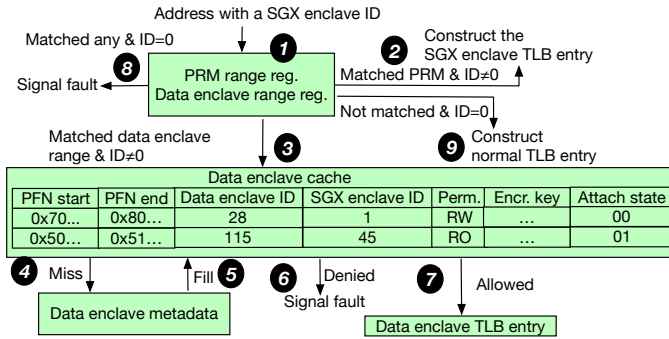 Address with a SGX enclave ID
Matched any & ID=0
8
Signal fault
1
PRM range reg.
Data enclave range reg.
2
Construct the
SGX enclave TLB entry
Matched PRM & ID≠0
Not matched & ID=0
Matched data enclave
range & ID≠0
3
9
Construct
normal TLB entry
Data enclave cache
PFN start PFN end Data enclave ID SGX enclave ID Perm. Encr. key Attach state
0x70... 0x80... 28 1 RW ... 00
0x50... 0x51... 115 45 RO ... 01
4
Miss
Fill
5
6
Denied
Signal fault
7
Allowed
Data enclave metadata
Data enclave TLB entry